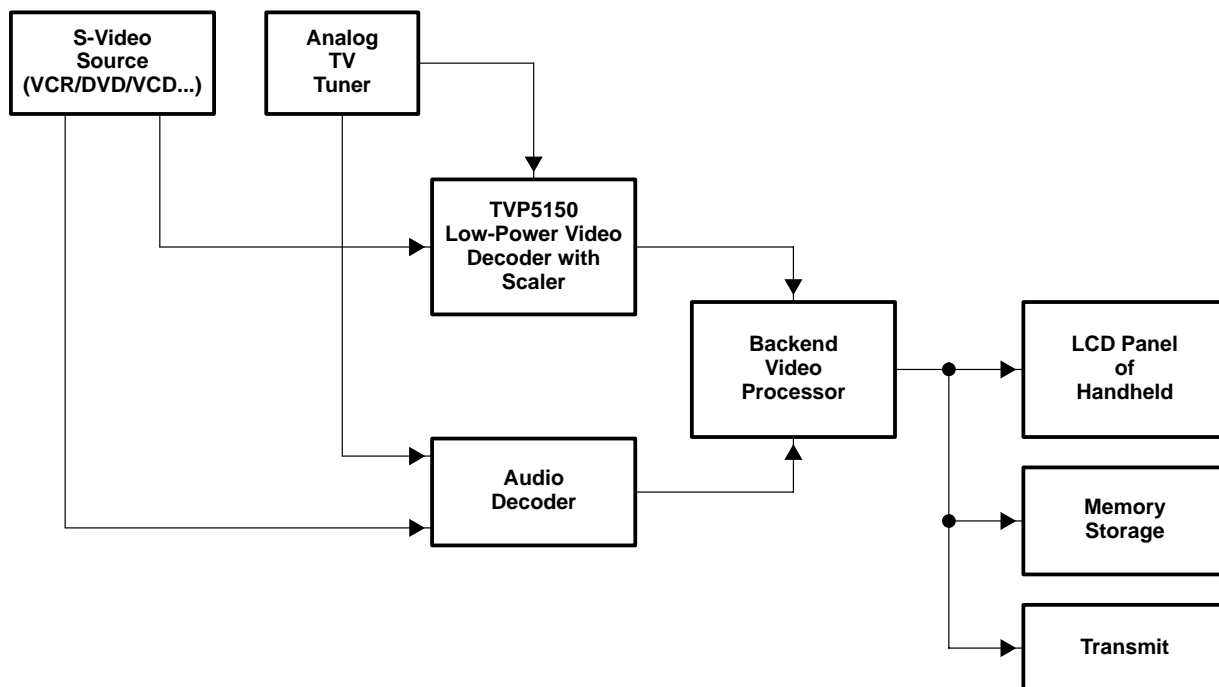 S-Video
Source
(VCR/DVD/VCD...)
Analog
TV
Tuner
TVP5150
Low-Power Video
Decoder with
Scaler
Backend
Video
Processor
LCD Panel
of
Handheld
Audio
Decoder
Memory
Storage
Transmit